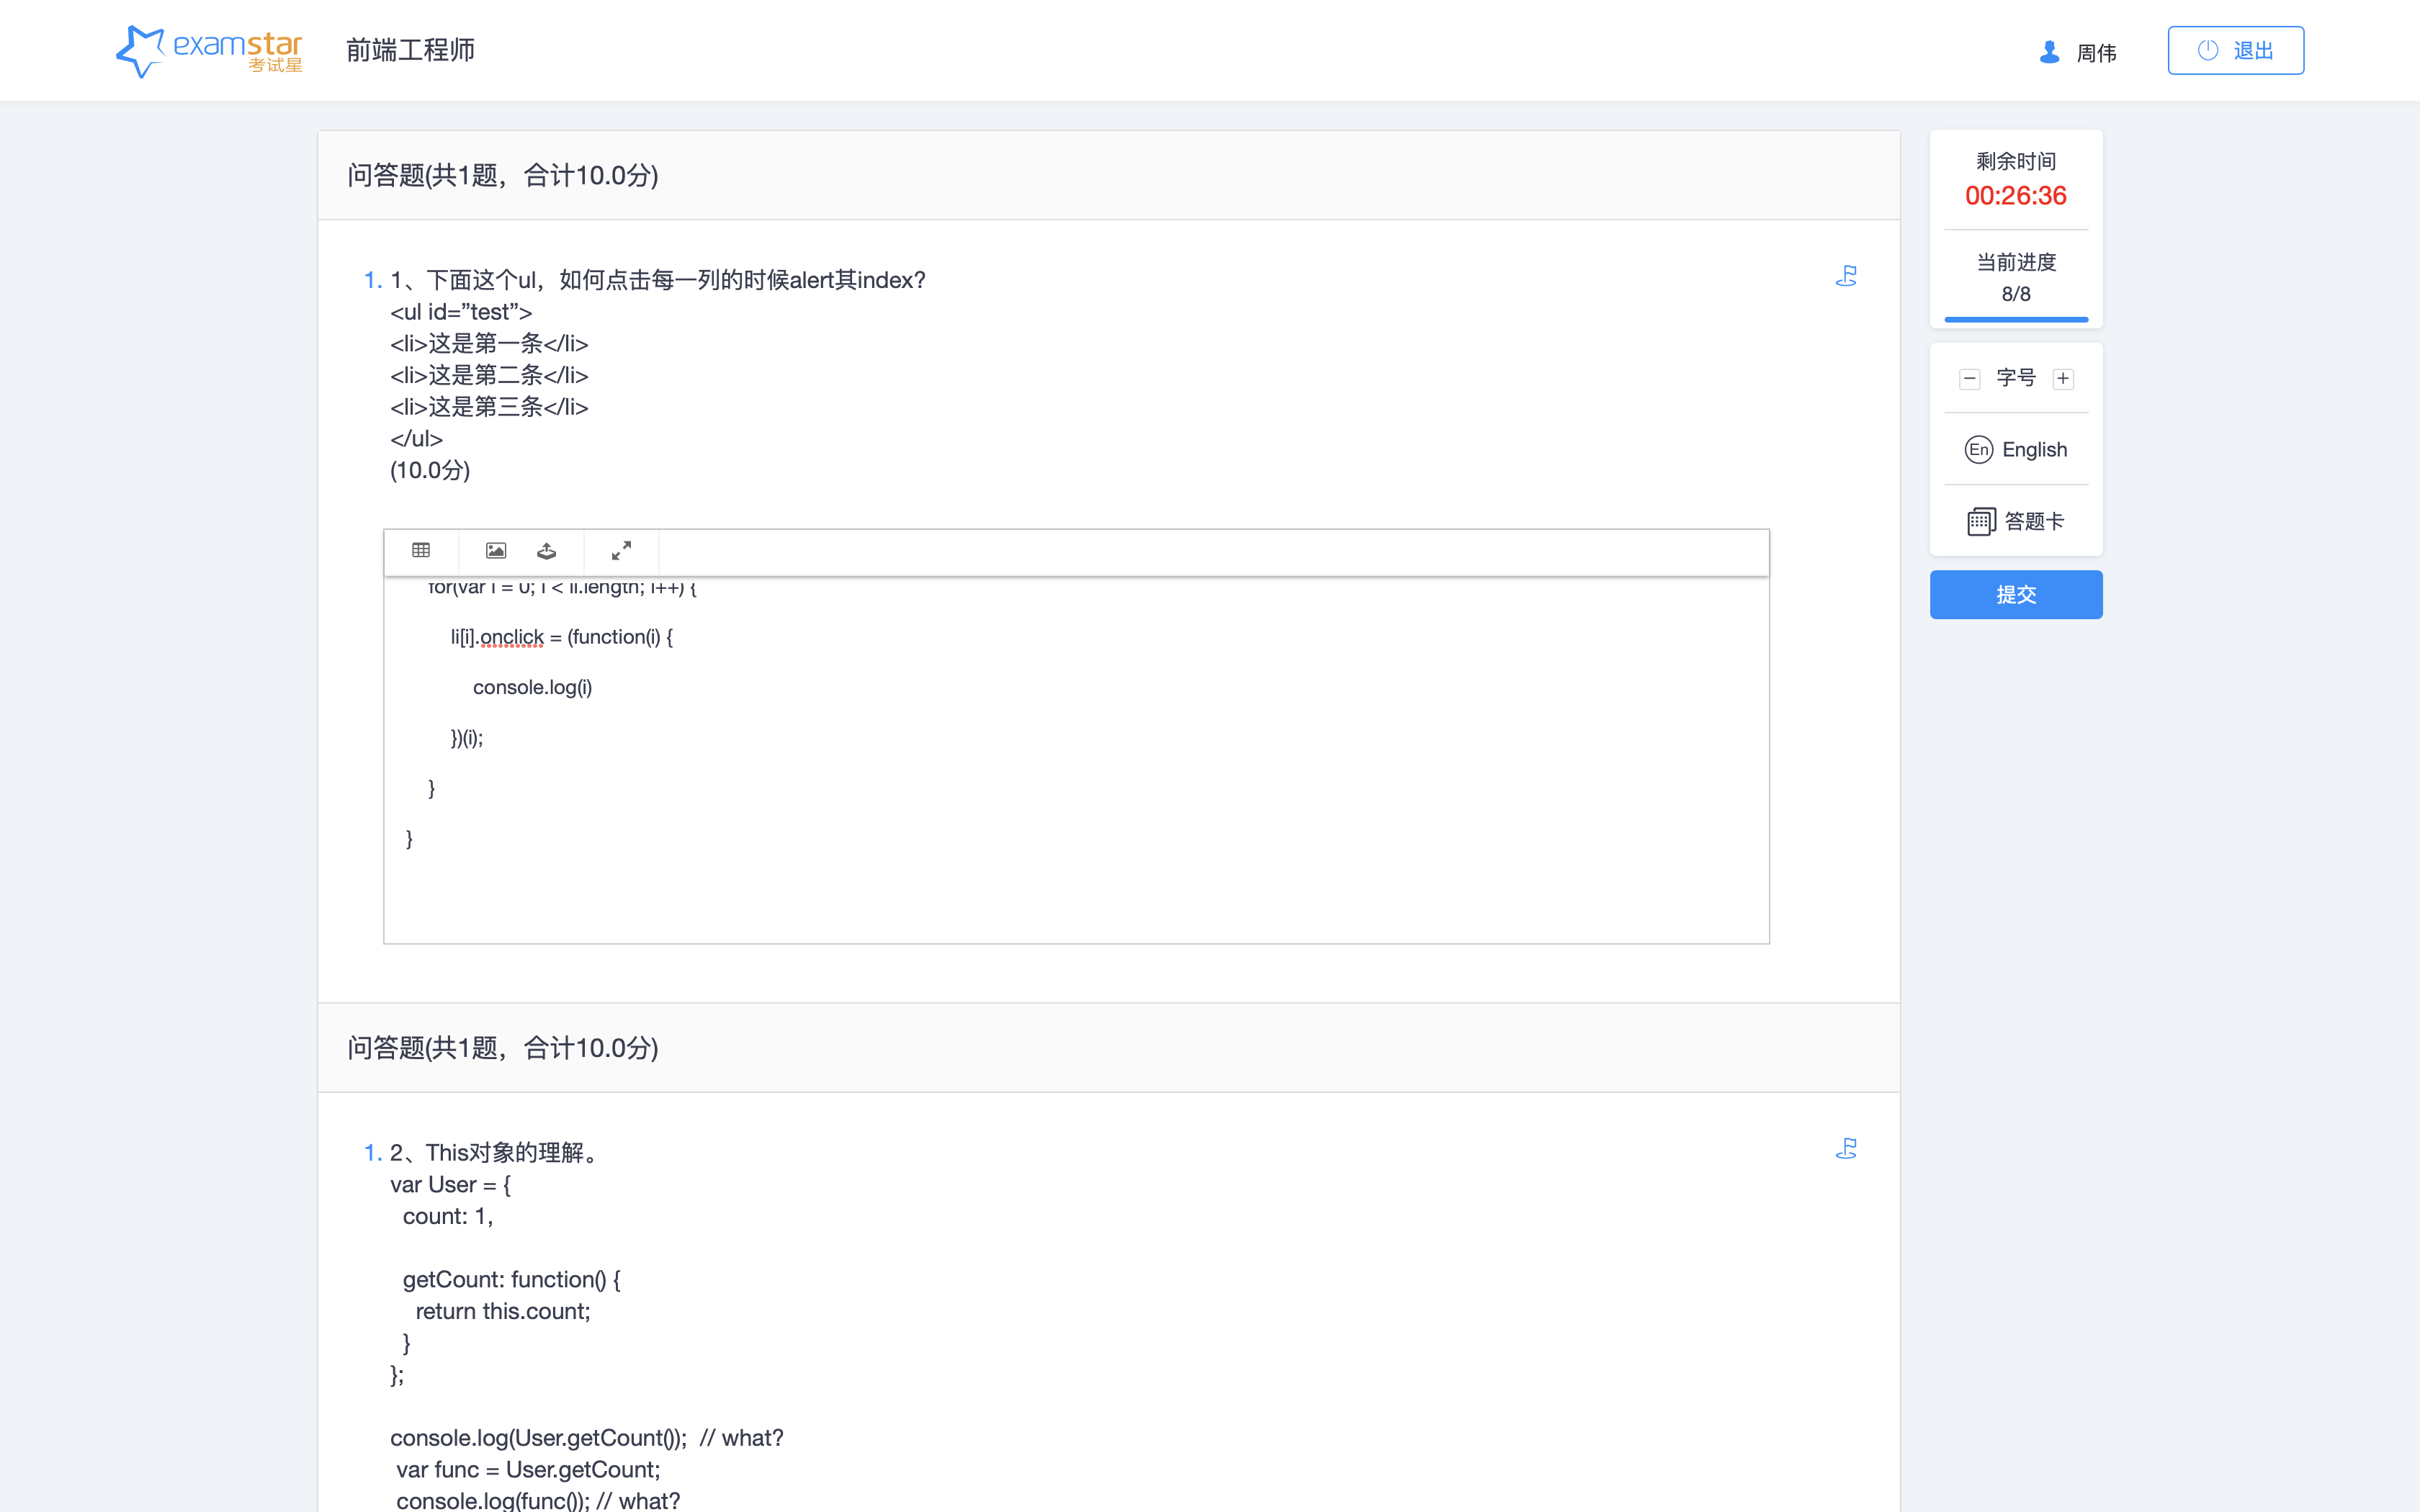 examstar
考试星
前端工程师
周伟
退出
问答题(共1题，合计10.0分)
1. 1、下面这个ul，如何点击每一列的时候alert其index?
<ul id=”test”>
<li>这是第一条</li>
<li>这是第二条</li>
<li>这是第三条</li>
</ul>
(10.0分)
for(var i = 0; i < li.length; i++) {
li[i].onclick = (function(i) {
console.log(i)
})(i);
}
}
问答题(共1题，合计10.0分)
1. 2、This对象的理解。
var User = {
count: 1,
getCount: function() {
return this.count;
}
};
console.log(User.getCount()); // what?
var func = User.getCount;
console.log(func()); // what?
剩余时间
00:26:36
当前进度
8/8
字号
En English
答题卡
提交